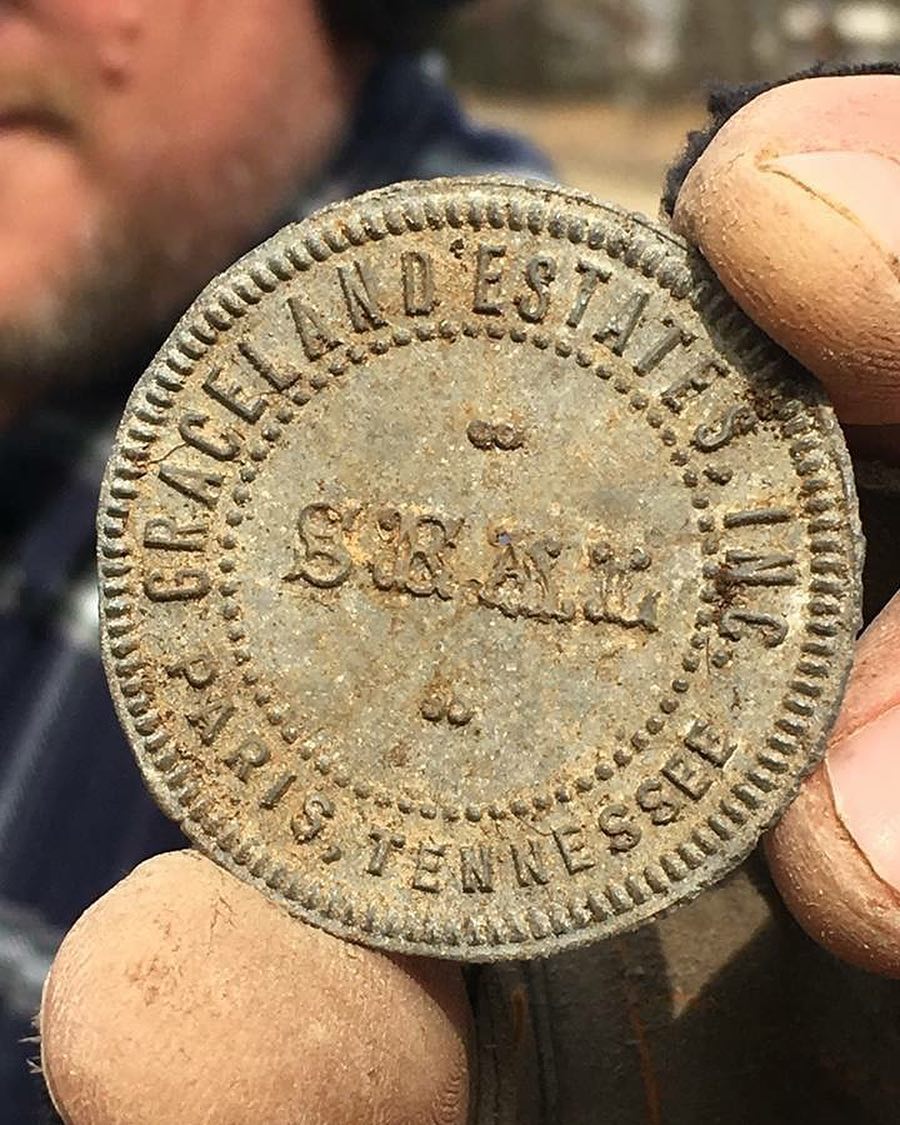 GRACELAND ESTATES, INC.
SEAL
PARIS, TENNESSEE